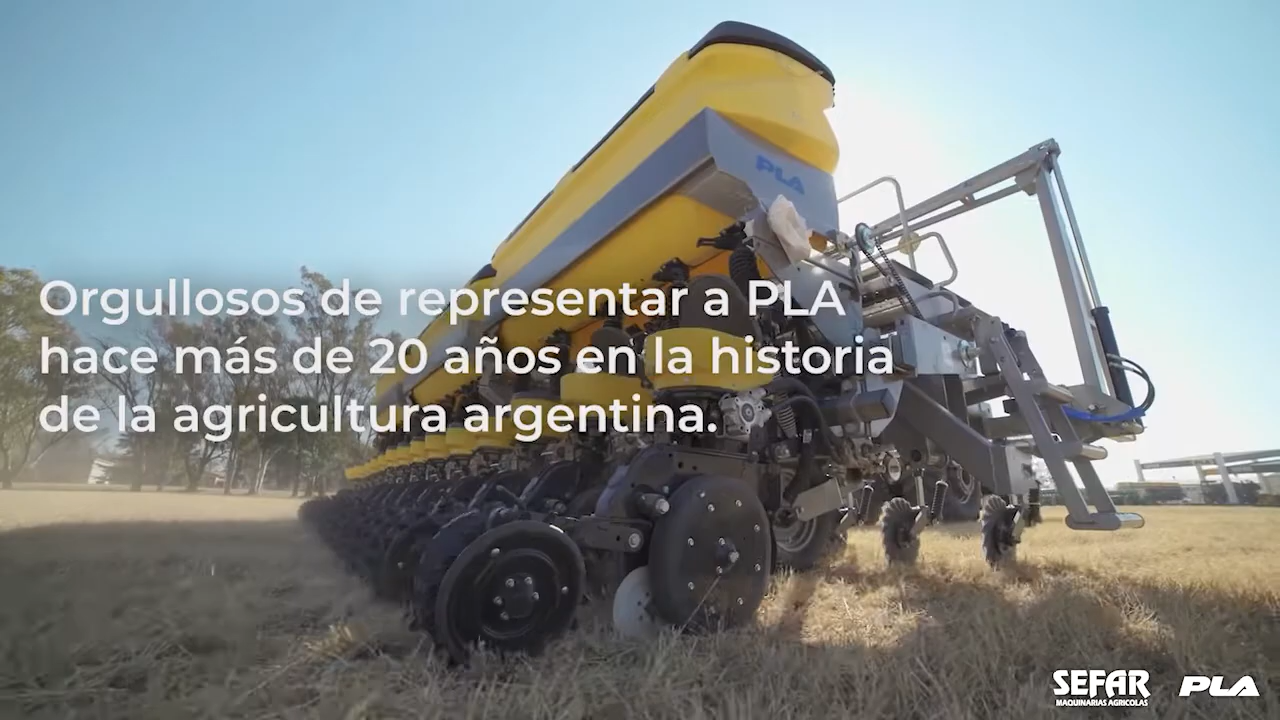 PLA
Orgullosos de representar a PLA
hace más de 20 años en la historia
de la agricultura argentina.
SEFAR
MAQUINARIAS AGRICOLAS
PLA